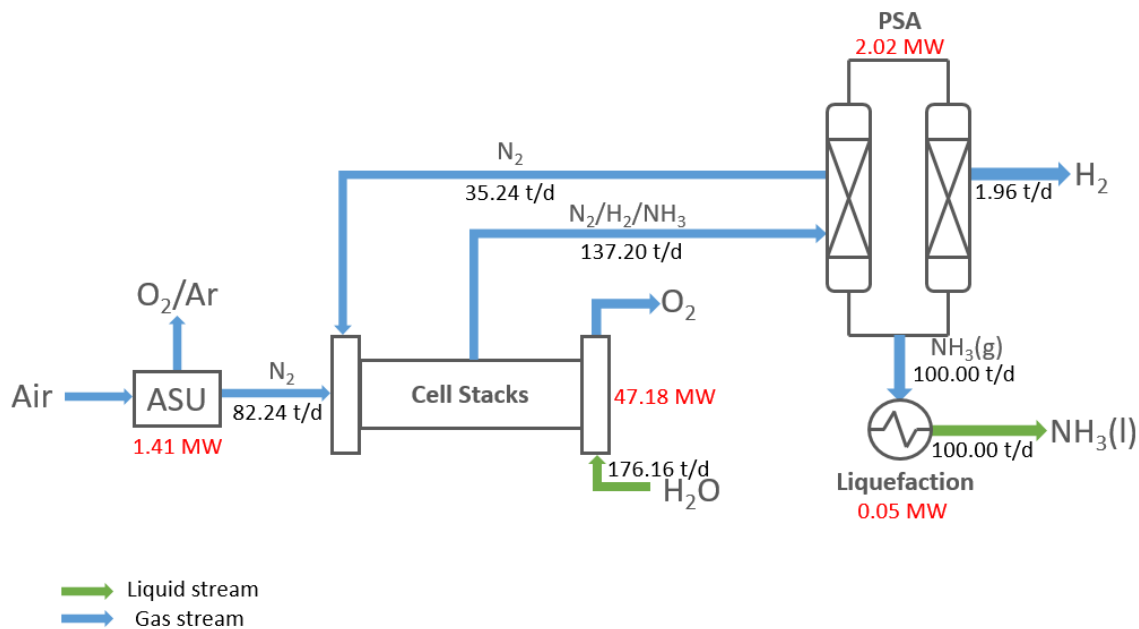 PSA
2.02 MW
N₂
35.24 t/d
H₂
1.96 t/d
N₂/H₂/NH₃
137.20 t/d
O₂/Ar
O₂
NH₃(g)
100.00 t/d
Air
ASU
1.41 MW
N₂
82.24 t/d
Cell Stacks
47.18 MW
NH₃(l)
100.00 t/d
Liquefaction
0.05 MW
176.16 t/d
H₂O
Liquid stream
Gas stream